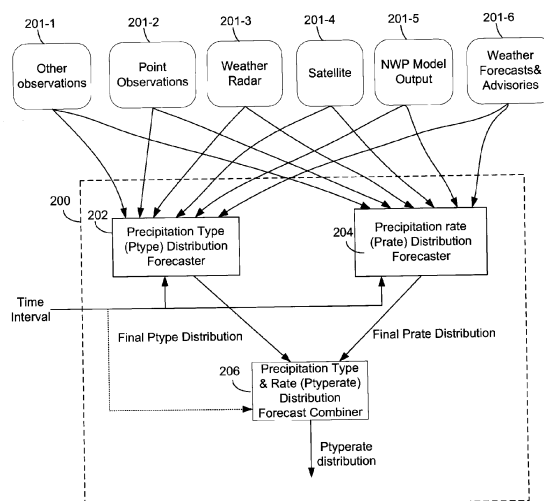 201-1
201-2
201-3
201-4
201-5
201-6
Other
observations
Point
Observations
Weather
Radar
Satellite
NWP Model
Output
Weather
Forecasts&
Advisories
200
202
Precipitation Type
(Ptype) Distribution
Forecaster
204
Precipitation rate
(Prate) Distribution
Forecaster
Time
Interval
Final Ptype Distribution
Final Prate Distribution
206
Precipitation Type
& Rate (Ptyperate)
Distribution
Forecast Combiner
Ptyperate
distribution